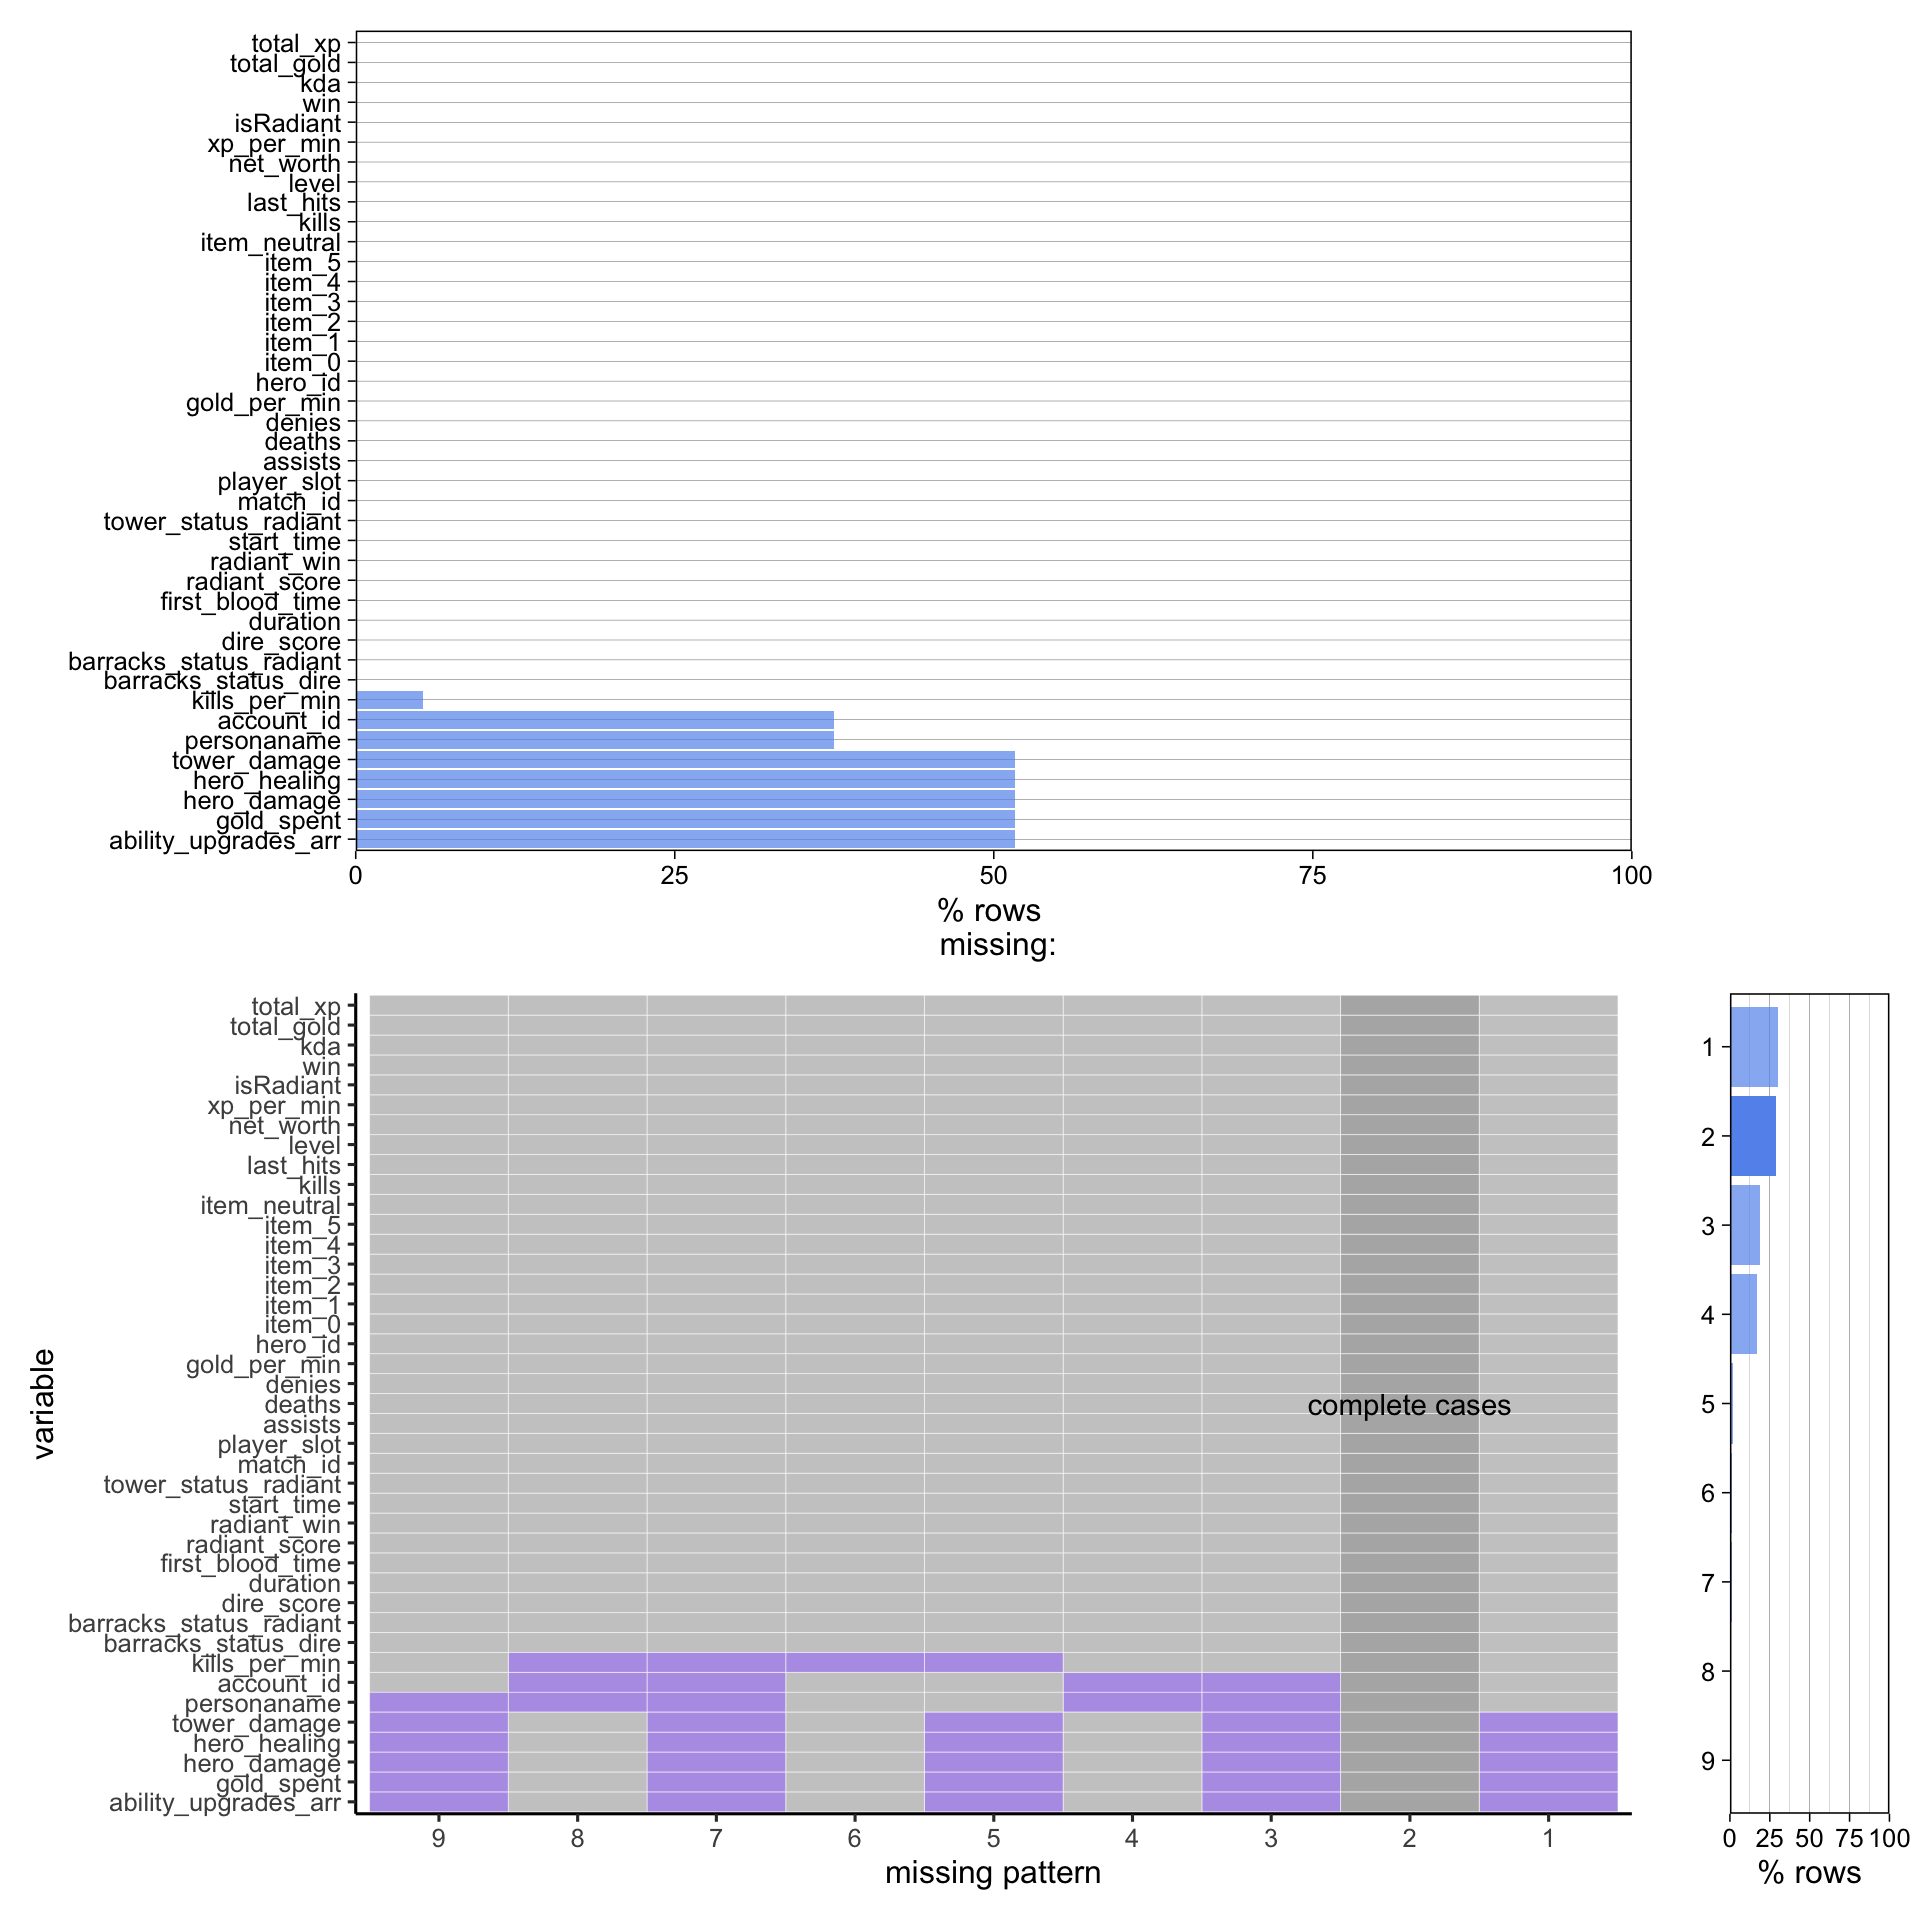 total_xp
total_gold
kda
win
isRadiant
xp_per_min
net_worth
level
last_hits
kills
item_neutral
item_5
item_4
item_3
item_2
item_1
item_0
hero_id
gold_per_min
denies
deaths
assists
player_slot
match_id
tower_status_radiant
start_time
radiant_win
radiant_score
first_blood_time
duration
dire_score
barracks_status_radiant
barracks_status_dire
kills_per_min
account_id
personaname
tower_damage
hero_healing
hero_damage
gold_spent
ability_upgrades_arr
0 25 50 75 100
% rows
missing:
variable
total_xp
total_gold
kda
win
isRadiant
xp_per_min
net_worth
level
last_hits
kills
item_neutral
item_5
item_4
item_3
item_2
item_1
item_0
hero_id
gold_per_min
denies
deaths
assists
player_slot
match_id
tower_status_radiant
start_time
radiant_win
radiant_score
first_blood_time
duration
dire_score
barracks_status_radiant
barracks_status_dire
kills_per_min
account_id
personaname
tower_damage
hero_healing
hero_damage
gold_spent
ability_upgrades_arr
complete cases
9 8 7 6 5 4 3 2 1
missing pattern
1
2
3
4
5
6
7
8
9
0 25 50 75 100
% rows